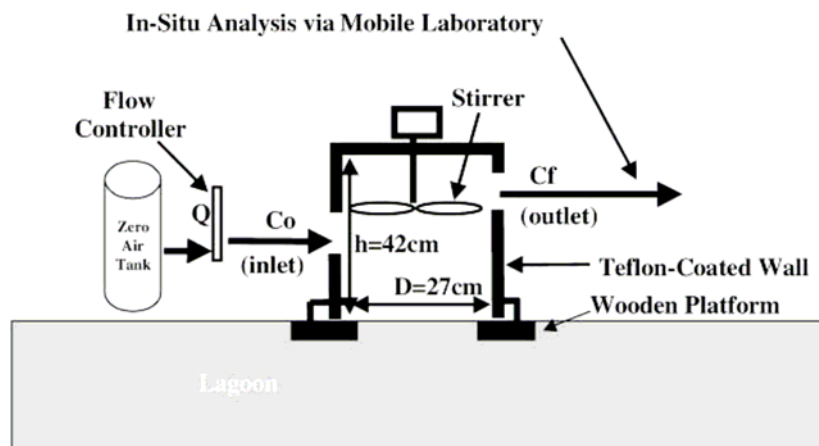 In-Situ Analysis via Mobile Laboratory
Flow
Controller
Stirrer
Zero
Air
Tank
Q
Co
(inlet)
Cf
(outlet)
h=42cm
D=27cm
Teflon-Coated Wall
Wooden Platform
Lagoon